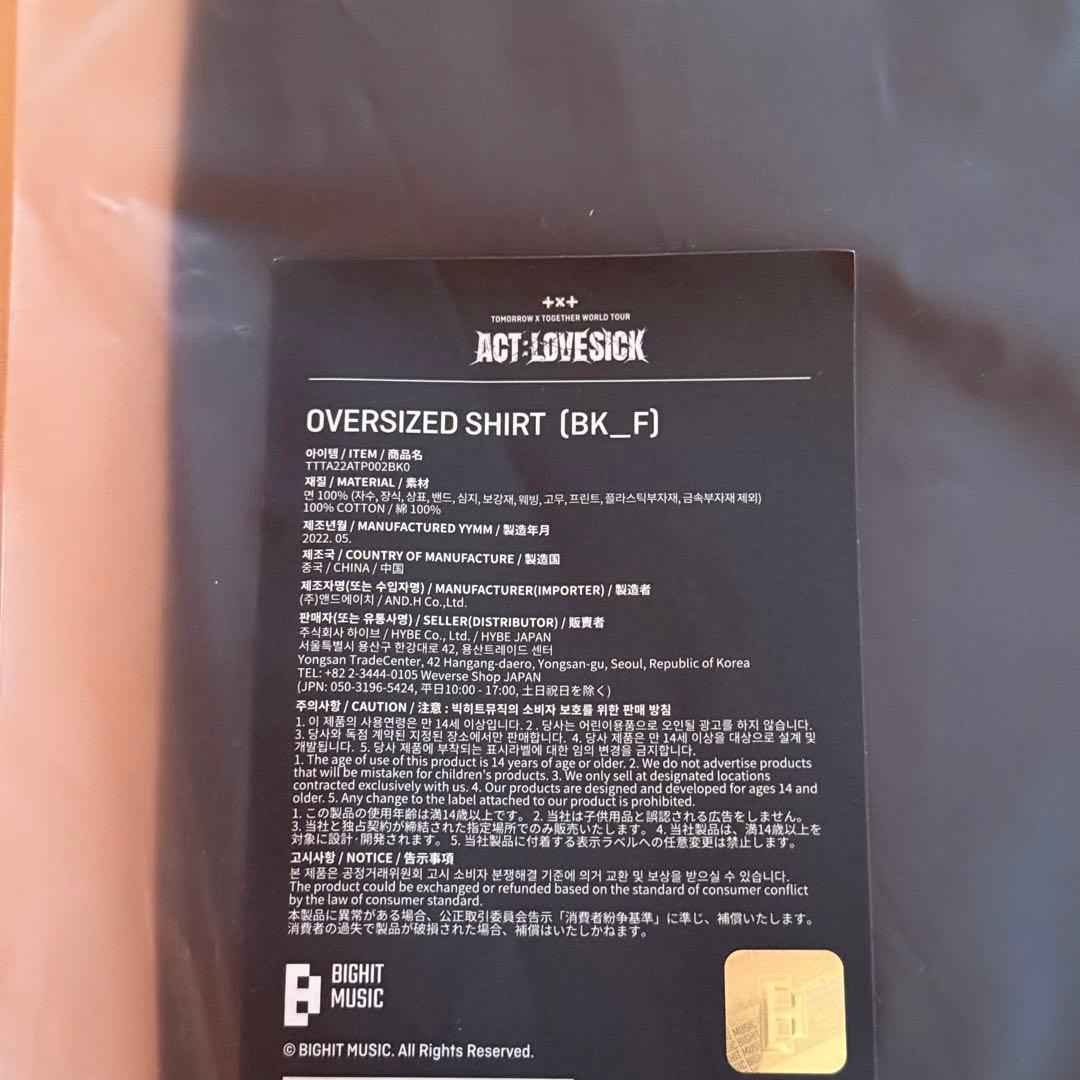 +x+
TOMORROW X TOGETHER WORLD TOUR
ACT:LOVESICK
OVERSIZED SHIRT (BK_F)
아이템 / ITEM / 商品名
TTTA22ATP002BK0
재질 / MATERIAL / 素材
면 100% (자수, 장식, 상표, 밴드, 심지, 보강재, 웨빙, 고무, 프린트, 플라스틱부자재, 금속부자재 제외)
100% COTTON / 綿 100%
제조년월 / MANUFACTURED YYMM / 製造年月
2022. 05.
제조국 / COUNTRY OF MANUFACTURE / 製造国
중국 / CHINA / 中国
제조자명(또는 수입자명) / MANUFACTURER(IMPORTER) / 製造者
(주)앤드에이치 / AND.H Co.,Ltd.
판매자(또는 유통사명) / SELLER(DISTRIBUTOR) / 販賣者
주식회사 하이브 / HYBE Co., Ltd. / HYBE JAPAN
서울특별시 용산구 한강대로 42, 용산트레이드 센터
Yongsan TradeCenter, 42 Hangang-daero, Yongsan-gu, Seoul, Republic of Korea
TEL: +82 2-3444-0105 Weverse Shop JAPAN
(JPN: 050-3196-5424, 平日10:00 - 17:00, 土日祝日を除く)
주의사항 / CAUTION / 注意 : 빅히트뮤직의 소비자 보호를 위한 판매 방침
1. 이 제품의 사용연령은 만 14세 이상입니다. 2 . 당사는 어린이용품으로 오인될 광고를 하지 않습니다.
3. 당사와 독점 계약된 지정된 장소에서만 판매합니다. 4. 당사 제품은 만 14세 이상을 대상으로 설계 및
개발됩니다. 5. 당사 제품에 부착되는 표시라벨에 대한 임의 변경을 금지합니다.
1. The age of use of this product is 14 years of age or older. 2. We do not advertise products
that will be mistaken for children's products. 3. We only sell at designated locations
contracted exclusively with us. 4. Our products are designed and developed for ages 14 and
older. 5. Any change to the label attached to our product is prohibited.
1. この製品の使用年齢は満14歳以上です。 2. 当社は子供用品と誤認される広告をしません。
3. 当社と独占契約が締結された指定場所でのみ販売いたします。 4. 当社製品は、満14歳以上を
対象に設計・開発されます。 5. 当社製品に付着する表示ラベルへの任意変更は禁止します。
고시사항 / NOTICE / 告示事項
본 제품은 공정거래위원회 고시 소비자 분쟁해결 기준에 의거 교환 및 보상을 받으실 수 있습니다.
The product could be exchanged or refunded based on the standard of consumer conflict
by the law of consumer standard.
本製品に異常がある場合、公正取引委員会告示「消費者紛争基準」に準じ、補償いたします。
消費者の過失で製品が破損された場合、補償はいたしかねます。
BIGHIT
MUSIC
© BIGHIT MUSIC. All Rights Reserved.